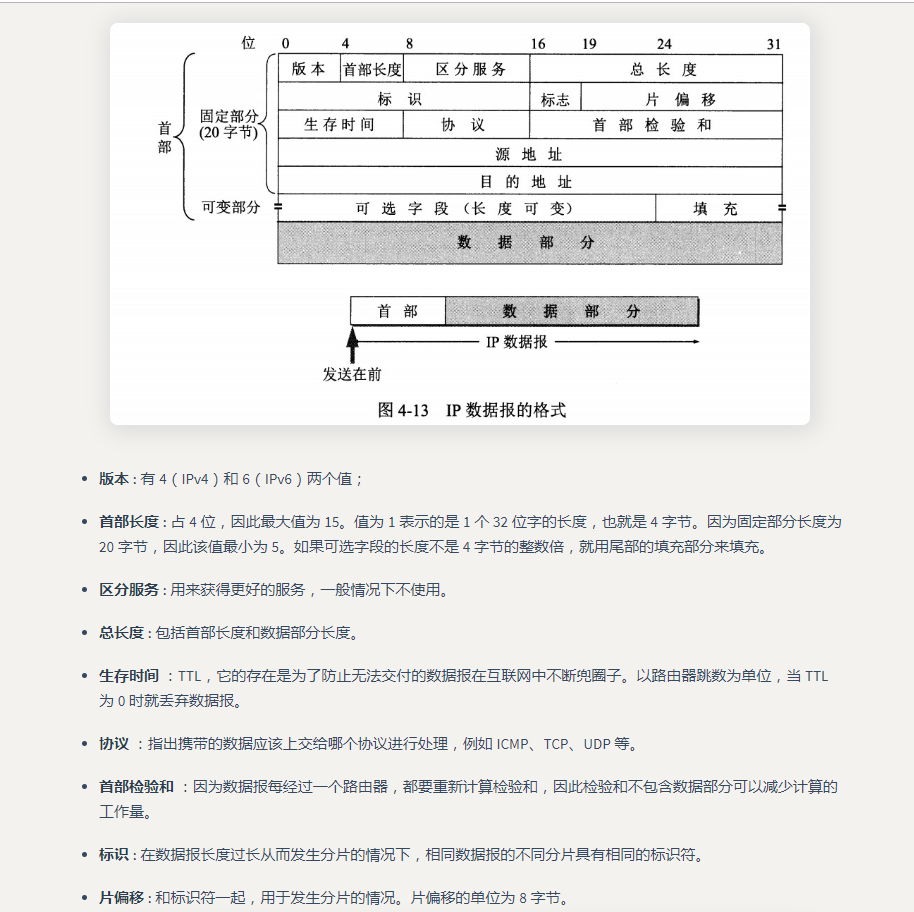 位 0 4 8 16 19 24 31
版 本 首部长度 区 分 服 务 总 长 度
标 识 标志 片 偏 移
生 存 时 间 协 议 首 部 检 验 和
源 地 址
目 的 地 址
可 选 字 段 （长 度 可 变） 填 充
数 据 部 分
首部
固定部分
(20 字节)
可变部分
首 部 数 据 部 分
IP 数据报
发送在前
图 4-13 IP 数据报的格式
• 版本 : 有 4（IPv4）和 6（IPv6）两个值；
• 首部长度 : 占 4 位，因此最大值为 15。值为 1 表示的是 1 个 32 位字的长度，也就是 4 字节。因为固定部分长度为
20 字节，因此该值最小为 5。如果可选字段的长度不是 4 字节的整数倍，就用尾部的填充部分来填充。
• 区分服务 : 用来获得更好的服务，一般情况下不使用。
• 总长度 : 包括首部长度和数据部分长度。
• 生存时间 ：TTL，它的存在是为了防止无法交付的数据报在互联网中不断兜圈子。以路由器跳数为单位，当 TTL
为 0 时就丢弃数据报。
• 协议 ：指出携带的数据应该上交给哪个协议进行处理，例如 ICMP、TCP、UDP 等。
• 首部检验和 ：因为数据报每经过一个路由器，都要重新计算检验和，因此检验和不包含数据部分可以减少计算的
工作量。
• 标识 : 在数据报长度过长从而发生分片的情况下，相同数据报的不同分片具有相同的标识符。
• 片偏移 : 和标识符一起，用于发生分片的情况。片偏移的单位为 8 字节。